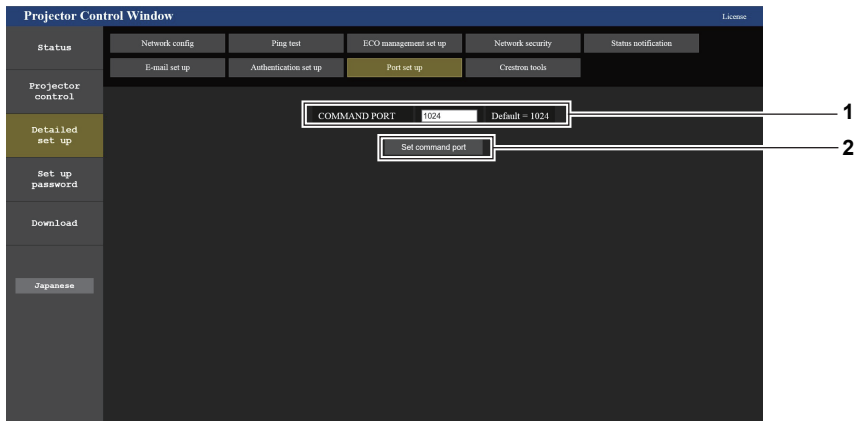 Projector Control Window
License
Status
Network config
Ping test
ECO management set up
Network security
Status notification
E-mail set up
Authentication set up
Port set up
Crestron tools
Projector
control
Detailed
set up
Set up
password
Download
Japanese
COMMAND PORT 1024 Default = 1024
1
Set command port
2